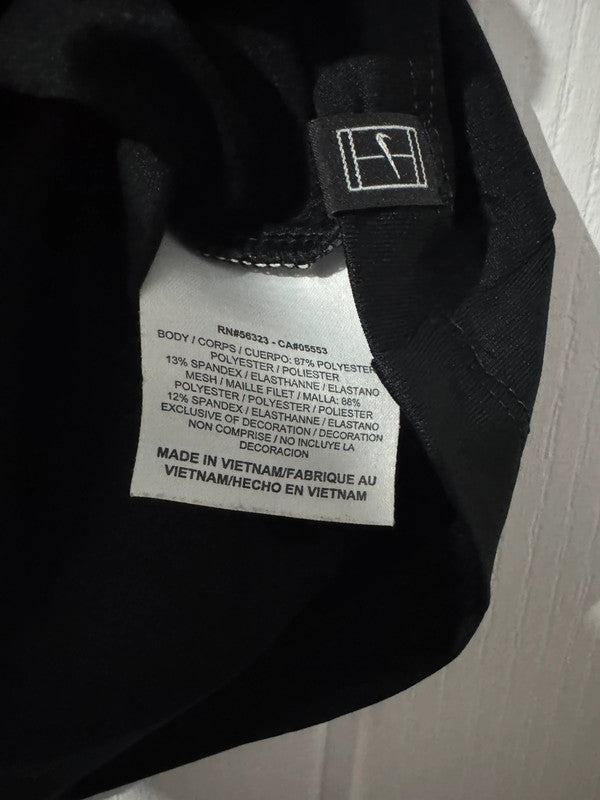 RN#56323 - CA#05553
BODY / CORPS / CUERPO: 87% POLYESTER
POLYESTER / POLIESTER
13% SPANDEX / ELASTHANNE / ELASTANO
MESH / MAILLE FILET / MALLA: 88%
POLYESTER / POLYESTER / POLIESTER
12% SPANDEX / ELASTHANNE / ELASTANO
EXCLUSIVE OF DECORATION / DECORATION
NON COMPRISE / NO INCLUYE LA
DECORACION
MADE IN VIETNAM/FABRIQUE AU
VIETNAM/HECHO EN VIETNAM